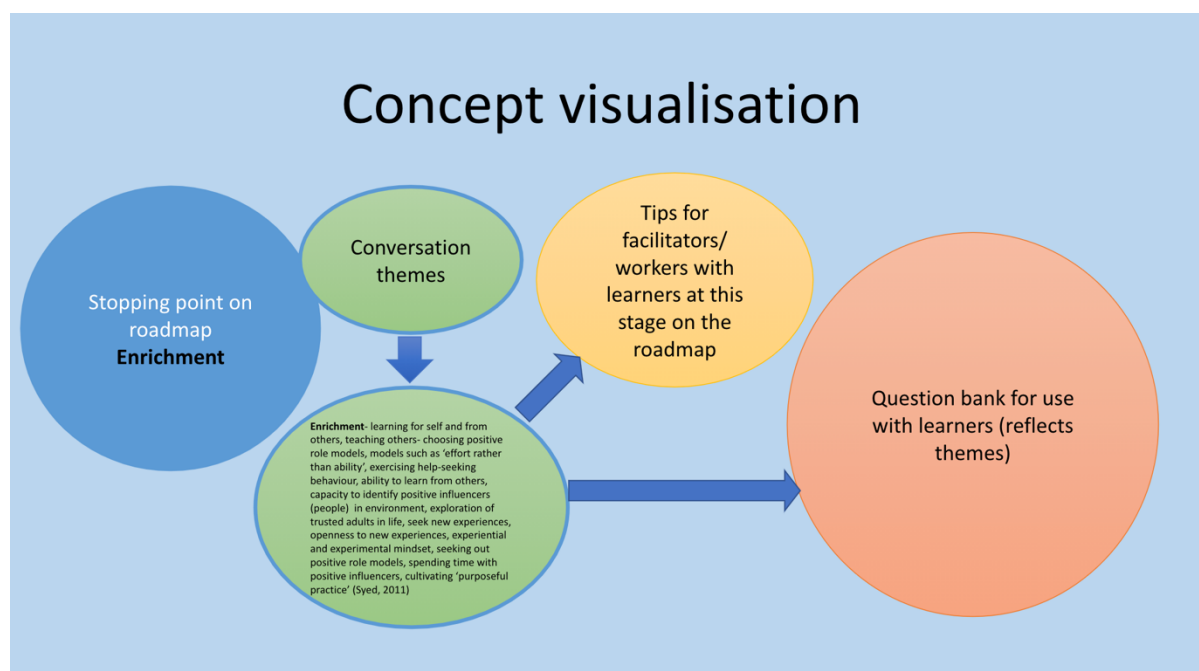 Concept visualisation
Stopping point on
roadmap
Enrichment
Conversation
themes
Enrichment- learning for self and from
others, teaching others- choosing positive
role models, models such as ‘effort rather
than ability’, exercising help-seeking
behaviour, ability to learn from others,
capacity to identify positive influencers
(people)  in environment, exploration of
trusted adults in life, seek new experiences,
openness to new experiences, experiential
and experimental mindset, seeking out
positive role models, spending time with
positive influencers, cultivating ‘purposeful
practice’ (Syed, 2011)
Tips for
facilitators/
workers with
learners at this
stage on the
roadmap
Question bank for use
with learners (reflects
themes)